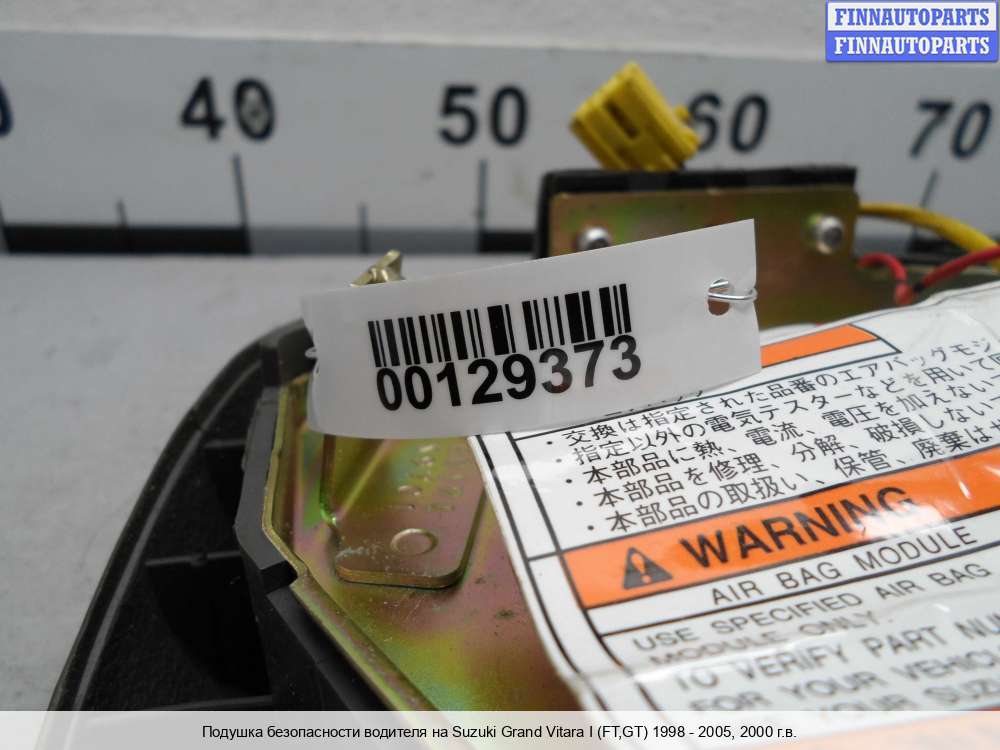 FINNAUTOPARTS
FINNAUTOPARTS
40 50 60 70
00129373
・交換は指定された品番のエアバッグモジ
・指定以外の電気テスターなどを用いて
・本部品に熱、電流、電圧を加えない
・本部品を修理、分解、破損しない
・本部品の取扱い、保管、廃棄は
WARNING
AIR BAG MODULE
USE SPECIFIED AIR BAG
MODULE ONLY
TO VERIFY PART NU
FOR YOUR VEHICL
YOUR SUZ
Подушка безопасности водителя на Suzuki Grand Vitara I (FT,GT) 1998 - 2005, 2000 г.в.